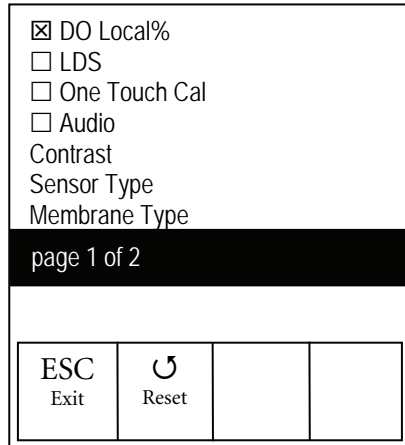 ☒ DO Local%
☐ LDS
☐ One Touch Cal
☐ Audio
Contrast
Sensor Type
Membrane Type
page 1 of 2
ESC ↺
Exit Reset